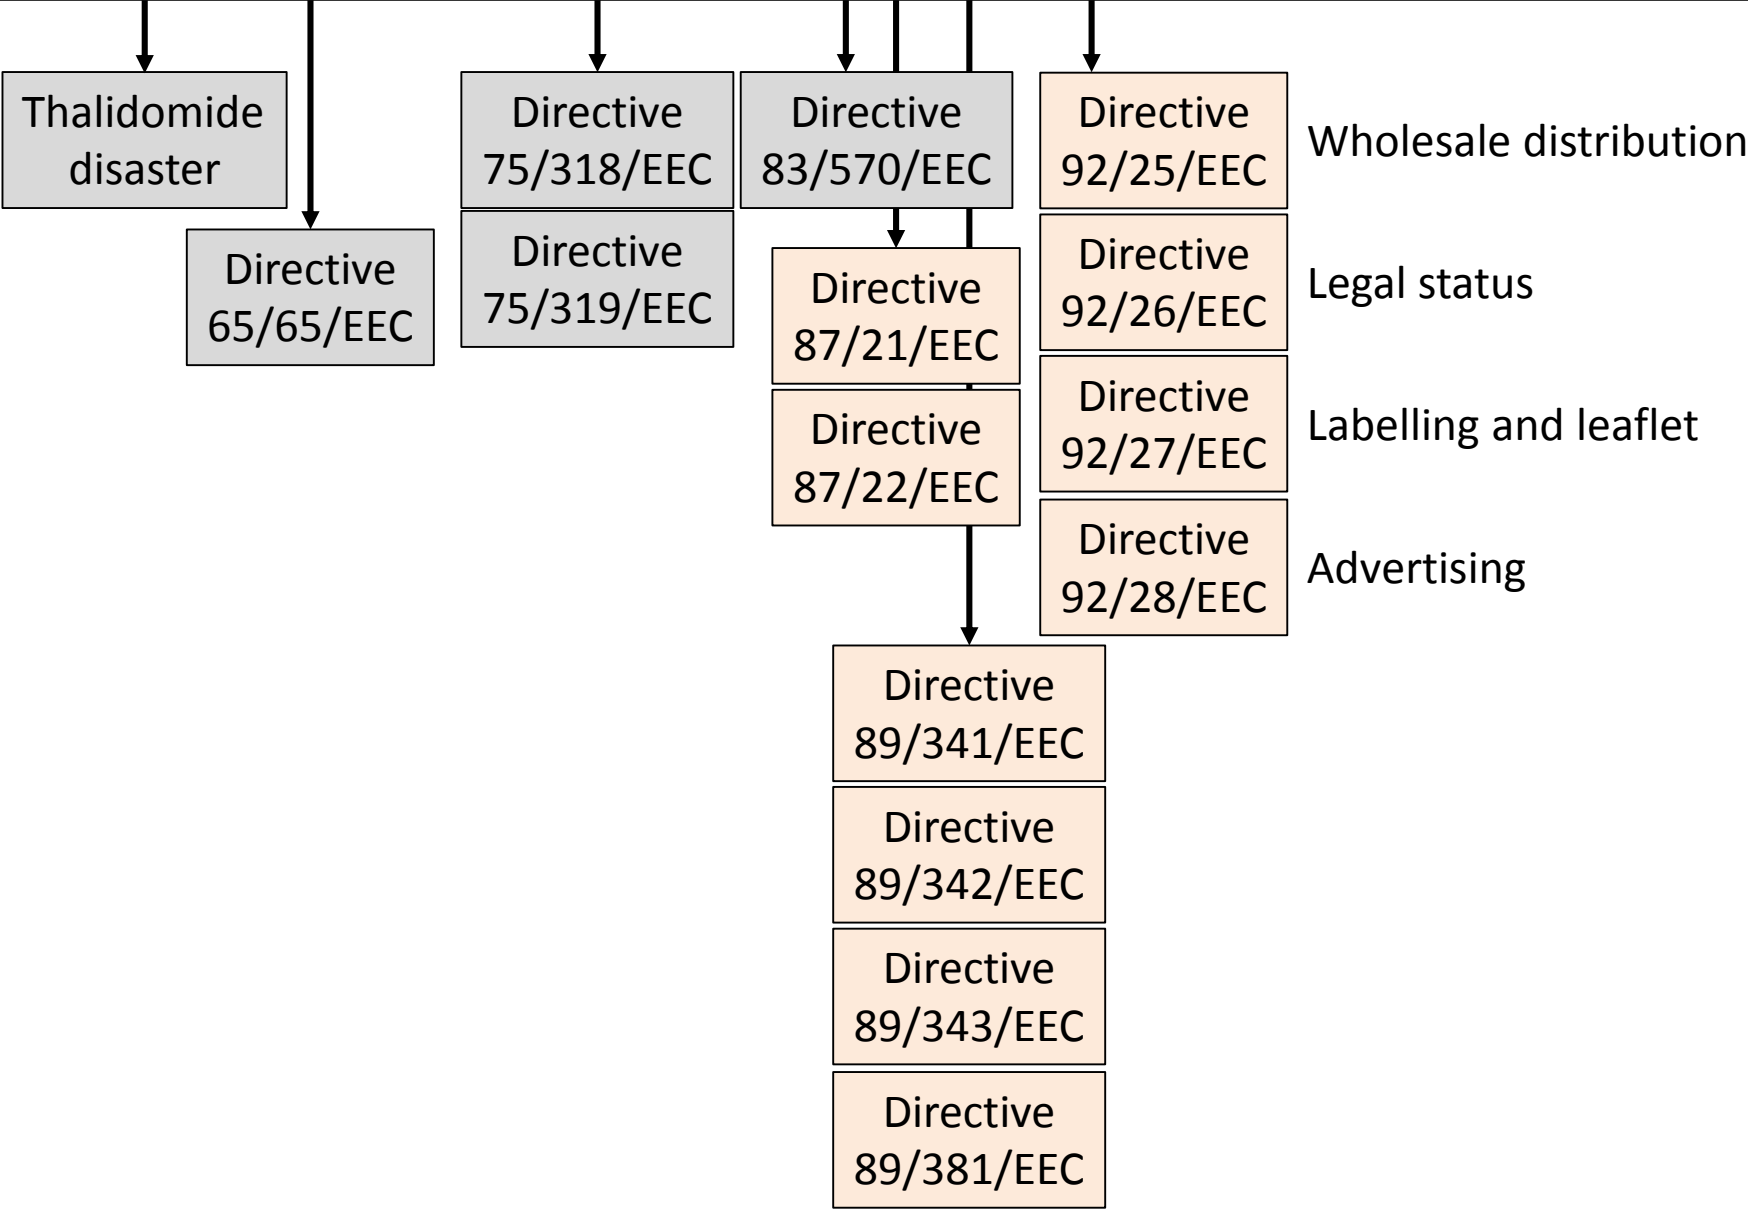 Thalidomide
disaster
Directive
65/65/EEC
Directive
75/318/EEC
Directive
75/319/EEC
Directive
83/570/EEC
Directive
87/21/EEC
Directive
87/22/EEC
Directive
89/341/EEC
Directive
89/342/EEC
Directive
89/343/EEC
Directive
89/381/EEC
Directive
92/25/EEC
Wholesale distribution
Directive
92/26/EEC
Legal status
Directive
92/27/EEC
Labelling and leaflet
Directive
92/28/EEC
Advertising